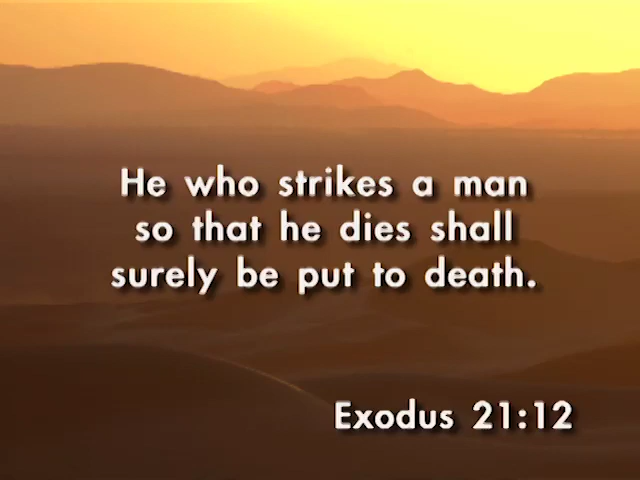 He who strikes a man
so that he dies shall
surely be put to death.
Exodus 21:12